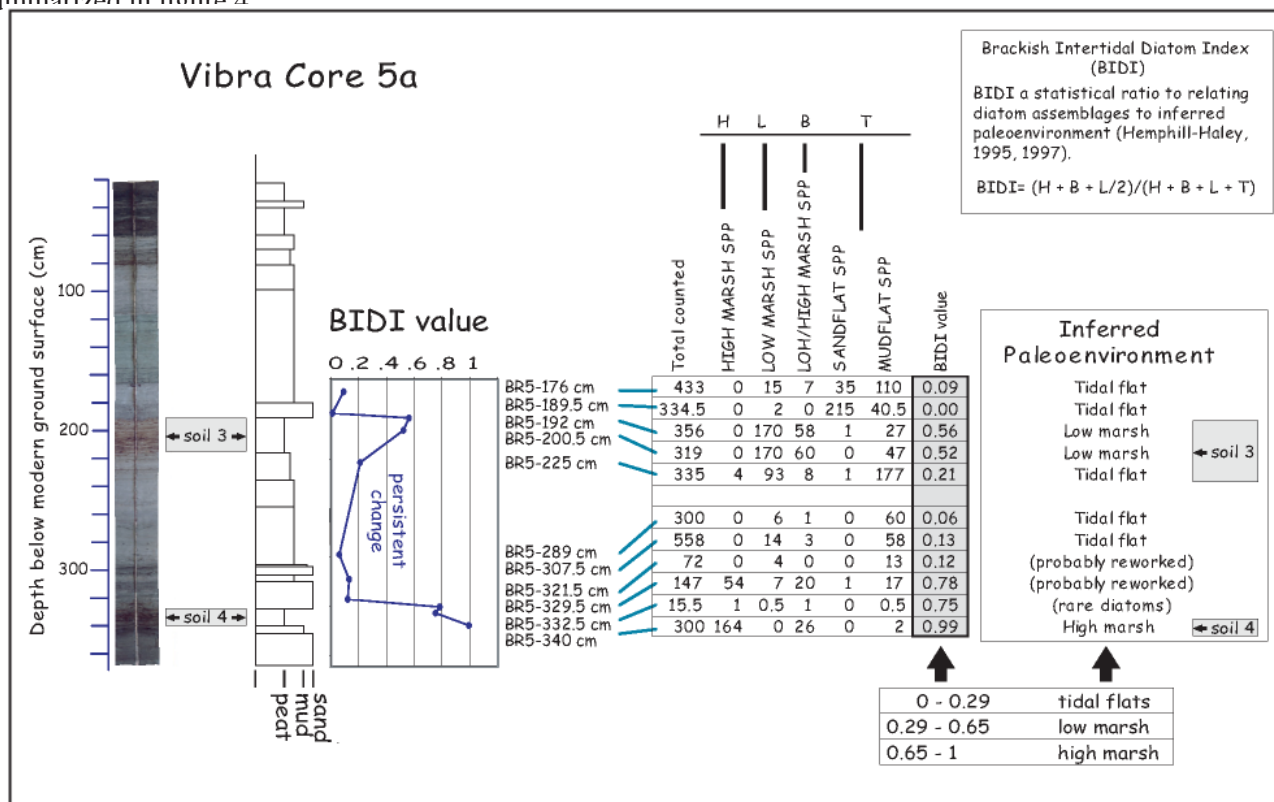 summarized in figure 4
Vibra Core 5a
Brackish Intertidal Diatom Index
(BIDI)
BIDI a statistical ratio to relating
diatom assemblages to inferred
paleoenvironment (Hemphill-Haley,
1995, 1997).
BIDI= (H + B + L/2)/(H + B + L + T)
H L B T
Depth below modern ground surface (cm)
100
200
300
soil 3
soil 4
peat
mud
sand
BIDI value
0 .2 .4 .6 .8 1
persistent
change
Total counted
HIGH MARSH SPP
LOW MARSH SPP
LOH/HIGH MARSH SPP
SANDFLAT SPP
MUDFLAT SPP
BIDI value
Inferred
Paleoenvironment
BR5-176 cm 433 0 15 7 35 110 0.09 Tidal flat
BR5-189.5 cm 334.5 0 2 0 215 40.5 0.00 Tidal flat
BR5-192 cm 356 0 170 58 1 27 0.56 Low marsh
BR5-200.5 cm 319 0 170 60 0 47 0.52 Low marsh
BR5-225 cm 335 4 93 8 1 177 0.21 Tidal flat
soil 3
BR5-289 cm 300 0 6 1 0 60 0.06 Tidal flat
BR5-307.5 cm 558 0 14 3 0 58 0.13 Tidal flat
BR5-321.5 cm 72 0 4 0 0 13 0.12 (probably reworked)
BR5-329.5 cm 147 54 7 20 1 17 0.78 (probably reworked)
BR5-332.5 cm 15.5 1 0.5 1 0 0.5 0.75 (rare diatoms)
BR5-340 cm 300 164 0 26 0 2 0.99 High marsh
soil 4
0 - 0.29 tidal flats
0.29 - 0.65 low marsh
0.65 - 1 high marsh